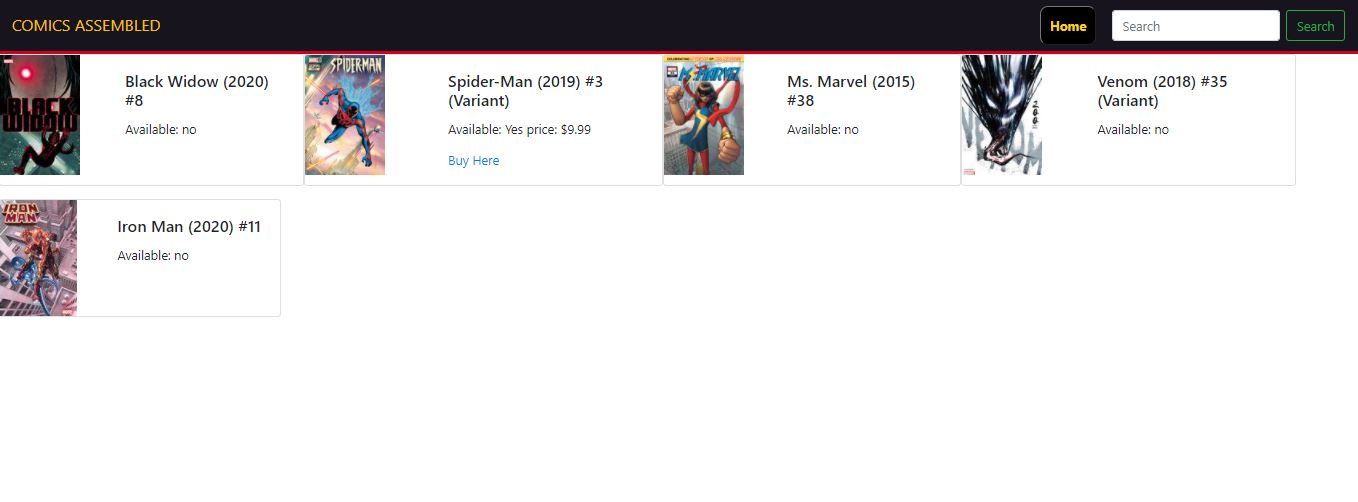 COMICS ASSEMBLED
Home
Search
Search
BLACK
WIDOW
Black Widow (2020)
#8
Available: no
SPIDER-MAN
Spider-Man (2019) #3
(Variant)
Available: Yes price: $9.99
Buy Here
MS. MARVEL
Ms. Marvel (2015)
#38
Available: no
Venom (2018) #35
(Variant)
Available: no
IRON
MAN
Iron Man (2020) #11
Available: no